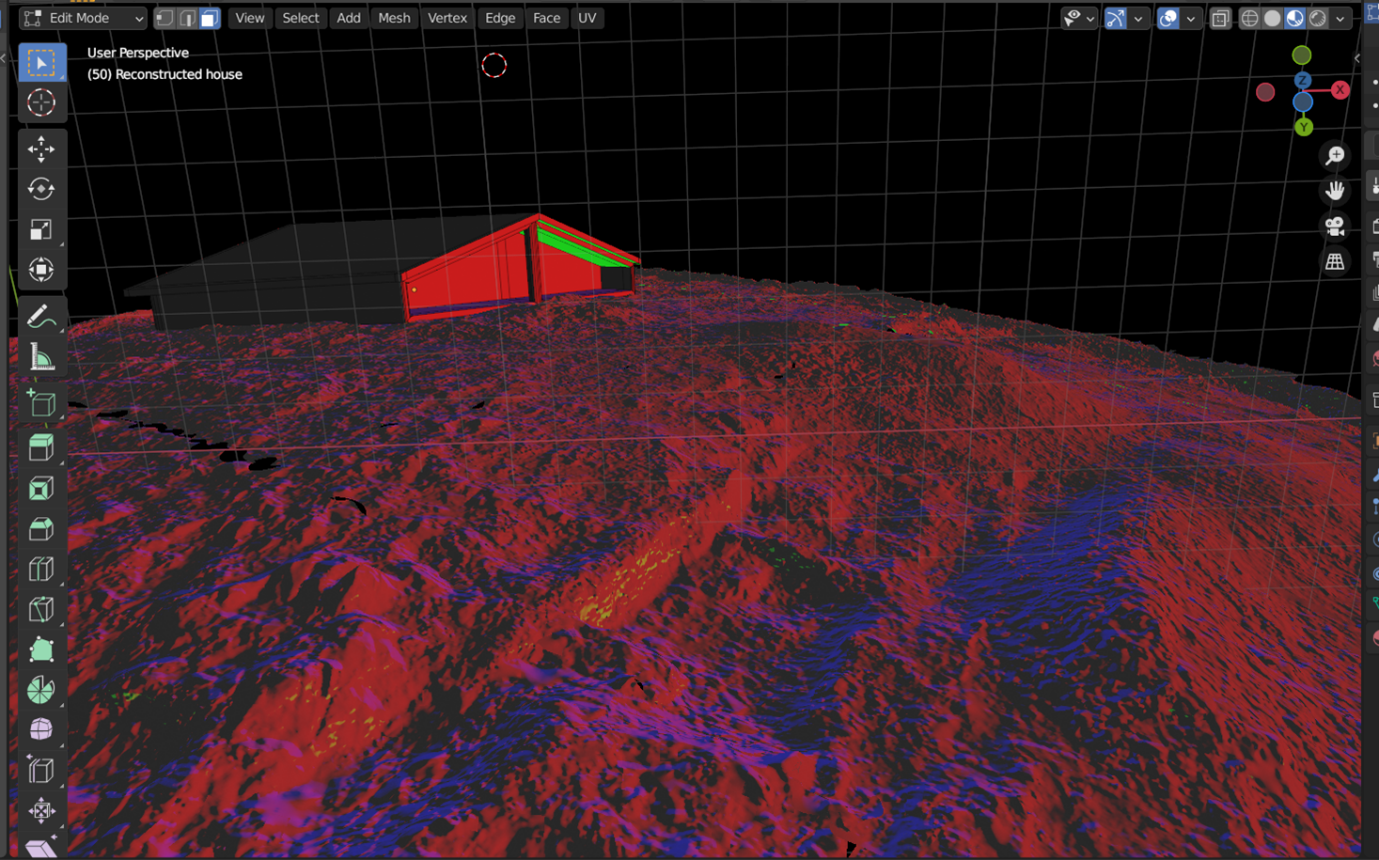 Edit Mode View Select Add Mesh Vertex Edge Face UV
User Perspective
(50) Reconstructed house
Z
X
Y